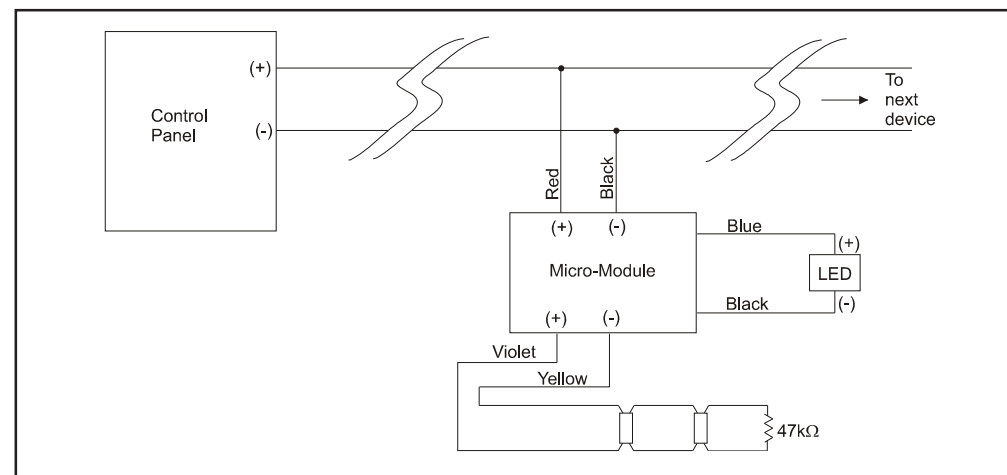 (+)
Control
Panel
(-)
To
next
device
Red
Black
(+)
(-)
Micro-Module
(+)
(-)
Blue
(+)
LED
(-)
Black
Violet
Yellow
47kΩ